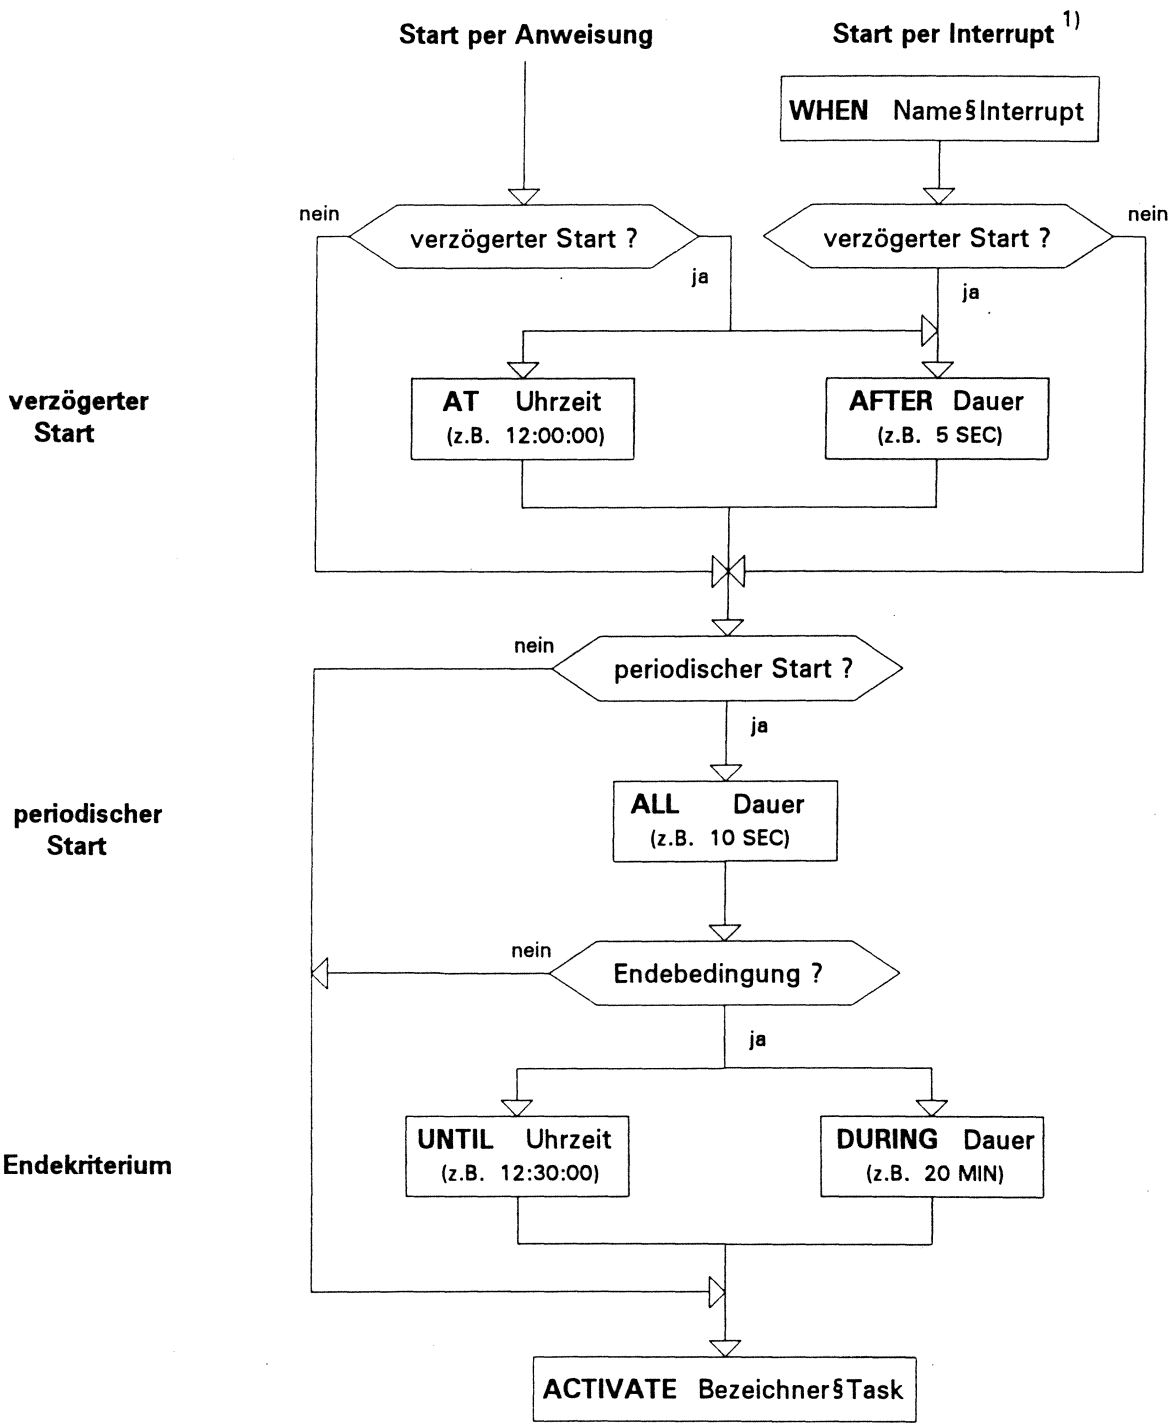 Start per Anweisung
Start per Interrupt 1)
WHEN Name§Interrupt
nein
verzögerter Start ?
ja
verzögerter Start ?
nein
ja
verzögerter
Start
AT Uhrzeit
(z.B. 12:00:00)
AFTER Dauer
(z.B. 5 SEC)
nein
periodischer Start ?
ja
periodischer
Start
ALL Dauer
(z.B. 10 SEC)
nein
Endebedingung ?
ja
Endekriterium
UNTIL Uhrzeit
(z.B. 12:30:00)
DURING Dauer
(z.B. 20 MIN)
ACTIVATE Bezeichner§Task